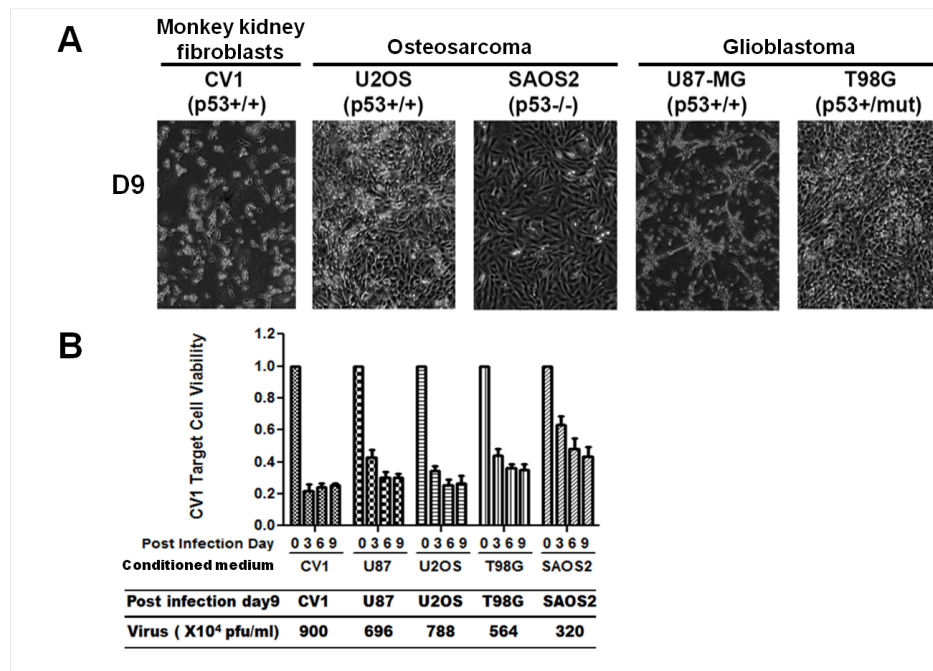 A
Monkey kidney
fibroblasts
Osteosarcoma
Glioblastoma
CV1
(p53+/+)
U2OS
(p53+/+)
SAOS2
(p53-/-)
U87-MG
(p53+/+)
T98G
(p53+/mut)
D9
B
CV1 Target Cell Viability
1.2
1.0
0.8
0.6
0.4
0.2
0.0
Post Infection Day 0 3 6 9 0 3 6 9 0 3 6 9 0 3 6 9 0 3 6 9
Conditioned medium CV1 U87 U2OS T98G SAOS2
Post infection day9 CV1 U87 U2OS T98G SAOS2
Virus ( X10⁴ pfu/ml) 900 696 788 564 320